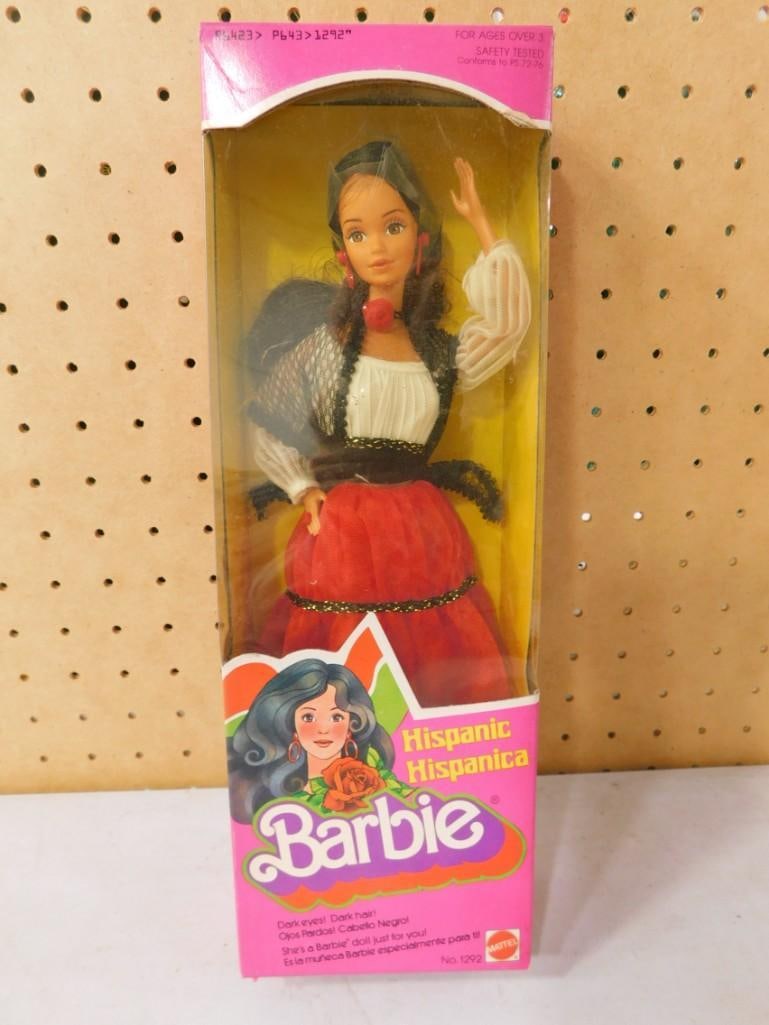 P6423> P643>1292"
FOR AGES OVER 3
SAFETY TESTED
Conforms to PS 72-76
Hispanic
Hispanica
Barbie®
Dark eyes! Dark hair!
Ojos Pardos! Cabello Negro!
She's a Barbie® doll just for you!
Es la muñeca Barbie especialmente para ti!
No. 1292
MATTEL